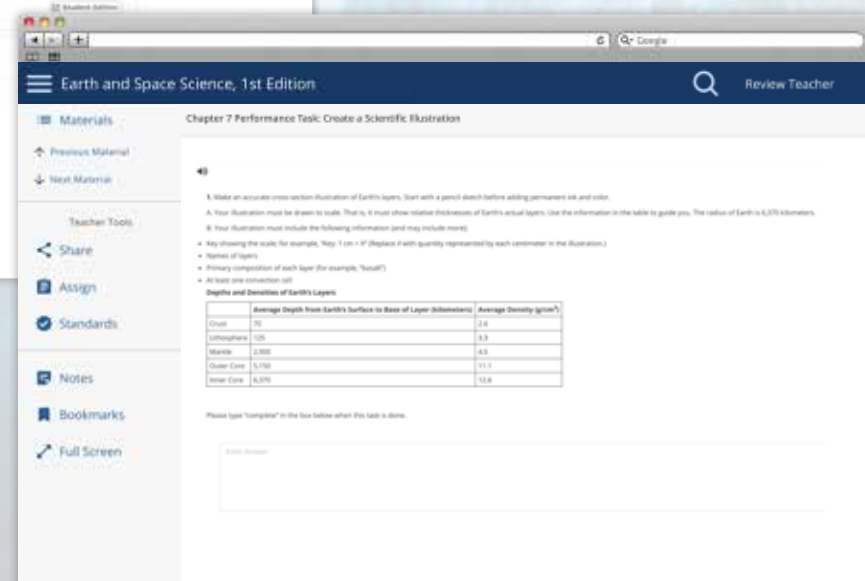 Student Edition
Google
Earth and Space Science, 1st Edition
Review Teacher
Materials
Chapter 7 Performance Task: Create a Scientific Illustration
Previous Material
Next Material
1. Make an accurate cross-section illustration of Earth's layers. Start with a pencil sketch before adding permanent ink and color.
Teacher Tools
A. Your illustration must be drawn to scale. That is, it must show relative thicknesses of Earth's actual layers. Use the information in the table to guide you. The radius of Earth is 6,370 kilometers.
B. Your illustration must include the following information (and may include more):
Share
• Key showing the scale; for example, "Key: 1 cm = X" (Replace X with quantity represented by each centimeter in the illustration.)
• Names of layers
• Primary composition of each layer (for example, "basalt")
• At least one convection cell
Assign
Depths and Densities of Earth's Layers
Average Depth from Earth's Surface to Base of Layer (kilometers) Average Density (g/cm³)
Standards
Crust 70 2.6
Lithosphere 125 3.3
Mantle 2,900 4.5
Outer Core 5,150 11.1
Inner Core 6,370 12.6
Notes
Bookmarks
Please type "complete" in the box below when this task is done.
Full Screen
Enter Answer